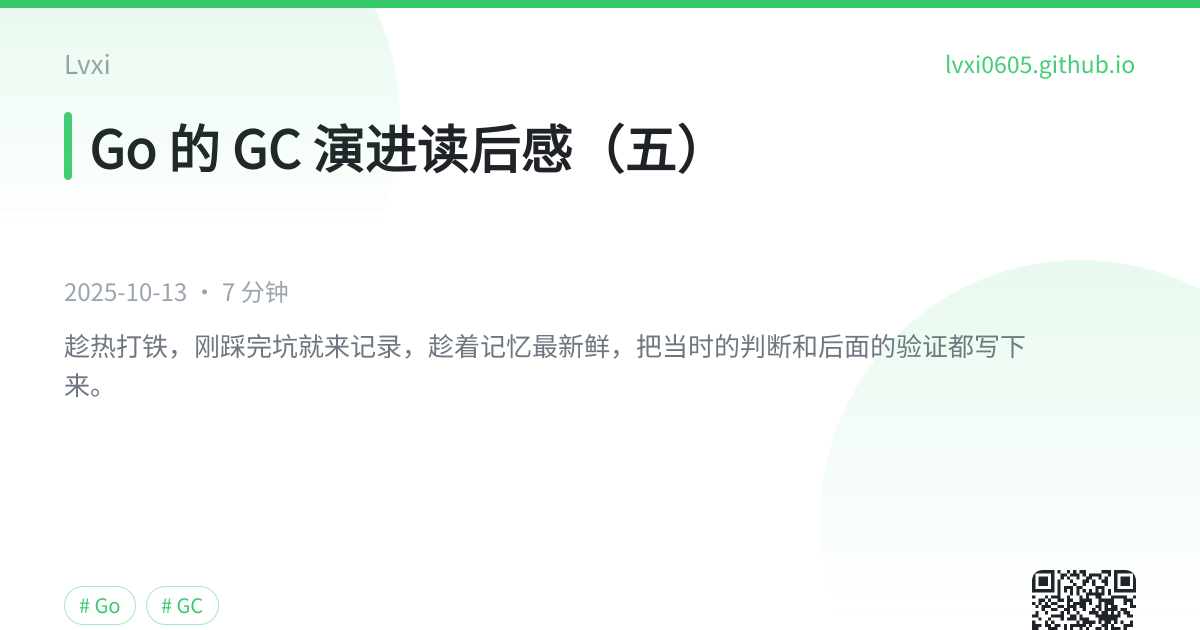 Lvxi
lvxi0605.github.io
Go 的 GC 演进读后感（五）
2025-10-13 · 7 分钟
趁热打铁，刚踩完坑就来记录，趁着记忆最新鲜，把当时的判断和后面的验证都写下
来。
# Go
# GC